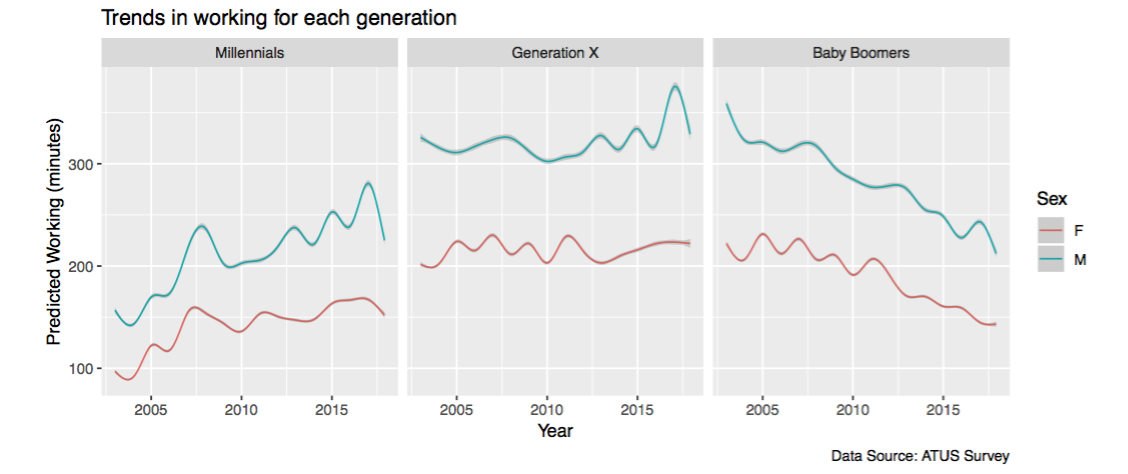 Trends in working for each generation
Millennials Generation X Baby Boomers
Predicted Working (minutes)
300
200
100
Sex
F
M
2005 2010 2015 2005 2010 2015 2005 2010 2015
Year
Data Source: ATUS Survey